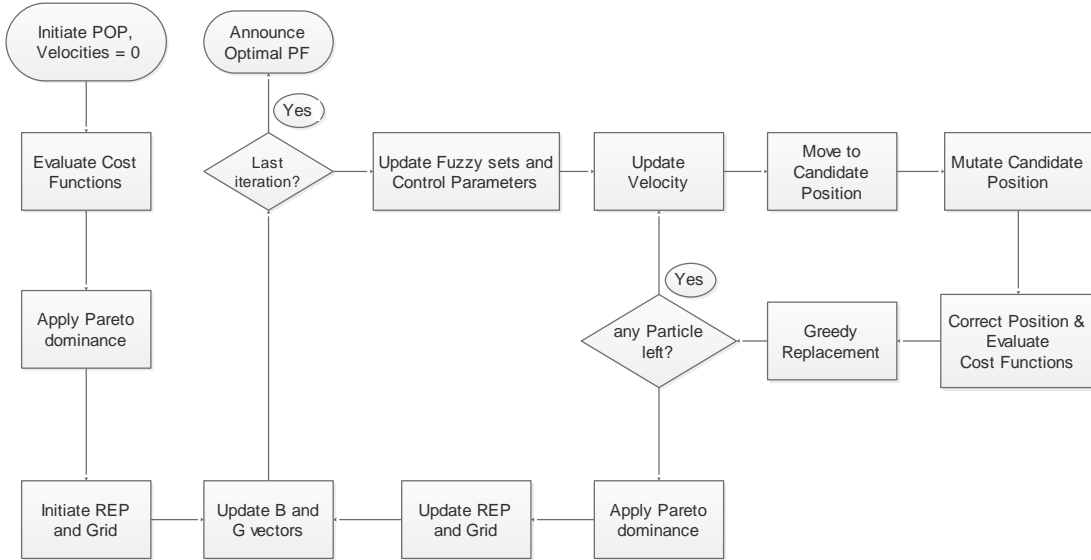 Initiate POP,
Velocities = 0
Evaluate Cost
Functions
Apply Pareto
dominance
Initiate REP
and Grid
Update B and
G vectors
Last
iteration?
Yes
Announce
Optimal PF
Update Fuzzy sets and
Control Parameters
Update
Velocity
Move to
Candidate
Position
Mutate Candidate
Position
Correct Position &
Evaluate
Cost Functions
Greedy
Replacement
any Particle
left?
Yes
Apply Pareto
dominance
Update REP
and Grid